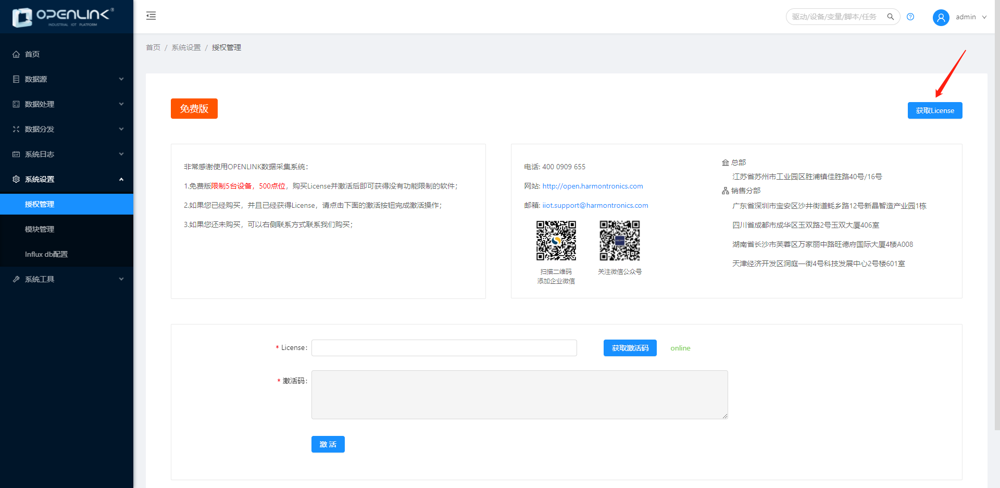 OPENLINK®
INDUSTRIAL IOT PLATFORM
驱动/设备/变量/脚本/任务
admin
首页
数据源
数据处理
数据分发
系统日志
系统设置
授权管理
模块管理
Influx db配置
系统工具
首页 / 系统设置 / 授权管理
免费版
获取License
非常感谢使用OPENLINK数据采集系统：
1.免费版限制5台设备，500点位，购买License并激活后即可获得没有功能限制的软件；
2.如果您已经购买，并且已经获得License，请点击下面的激活按钮完成激活操作；
3.如果您还未购买，可以右侧联系方式联系我们购买；
电话: 400 0909 655
网站: http://open.harmontronics.com
邮箱: iiot.support@harmontronics.com
扫描二维码
添加企业微信
关注微信公众号
总部
江苏省苏州市工业园区胜浦镇佳胜路40号/16号
销售分部
广东省深圳市宝安区沙井街道蚝乡路12号新晶智造产业园1栋
四川省成都市成华区玉双路2号玉双大厦406室
湖南省长沙市芙蓉区万家丽中路旺德府国际大厦4楼A008
天津经济开发区洞庭一街4号科技发展中心2号楼601室
* License：
获取激活码
online
* 激活码：
激 活